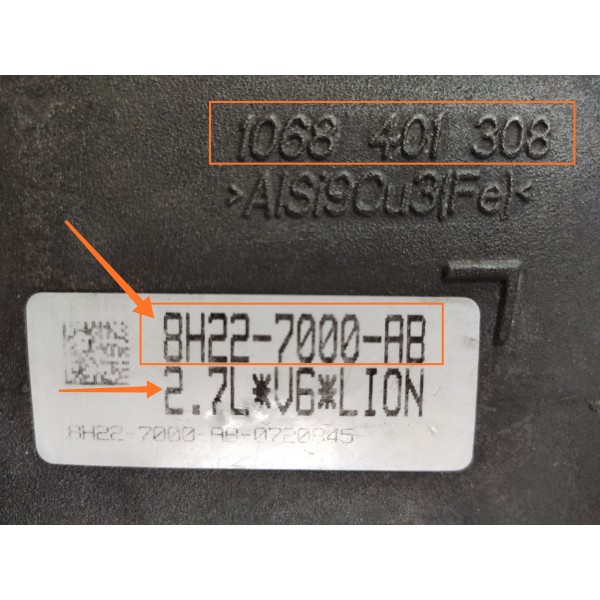 1068 401 308
>AlSi9Cu3(Fe)<
8H22-7000-AB
2.7L*V6*LION
8H22-7000-AB-0720845